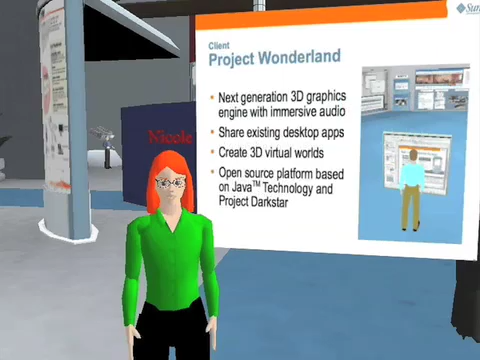 Sun
Client
Project Wonderland
• Next generation 3D graphics
engine with immersive audio
• Share existing desktop apps
• Create 3D virtual worlds
• Open source platform based
on Java™ Technology and
Project Darkstar
Nicole